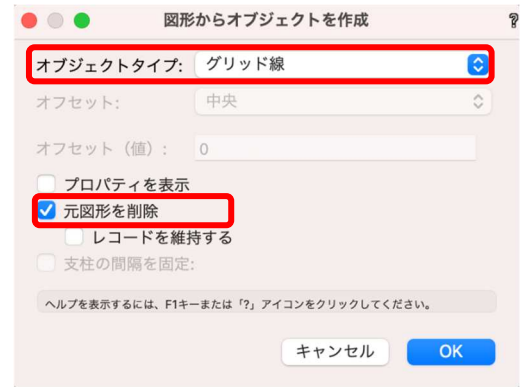 図形からオブジェクトを作成 ?
オブジェクトタイプ: グリッド線
オフセット: 中央
オフセット（値）: 0
プロパティを表示
元図形を削除
レコードを維持する
支柱の間隔を固定:
ヘルプを表示するには、F1キーまたは「?」アイコンをクリックしてください。
キャンセル OK